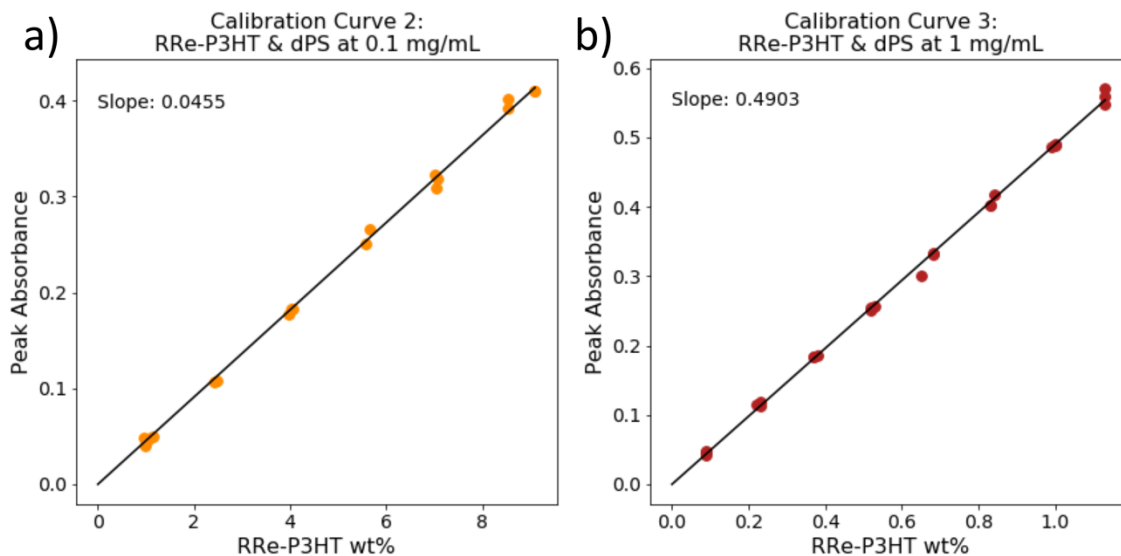 a)
Calibration Curve 2:
RRe-P3HT & dPS at 0.1 mg/mL
Slope: 0.0455
Peak Absorbance
0.4
0.3
0.2
0.1
0.0
0 2 4 6 8
RRe-P3HT wt%
b)
Calibration Curve 3:
RRe-P3HT & dPS at 1 mg/mL
Slope: 0.4903
Peak Absorbance
0.6
0.5
0.4
0.3
0.2
0.1
0.0
0.0 0.2 0.4 0.6 0.8 1.0
RRe-P3HT wt%